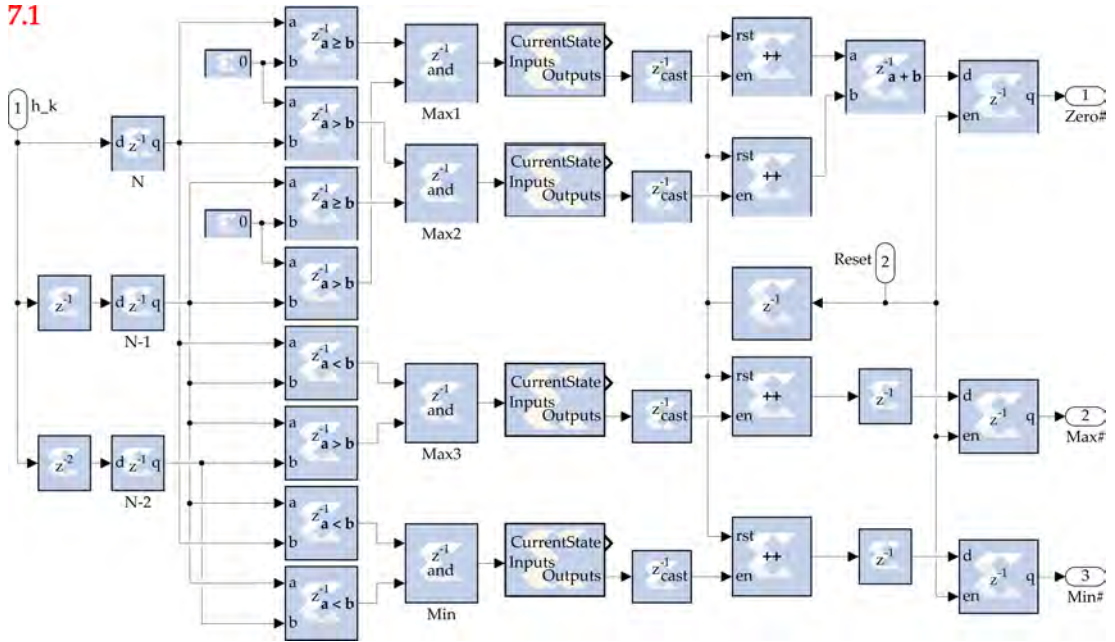 7.1
1 h_k
d z⁻¹ q
N
z⁻¹
d z⁻¹ q
N-1
z⁻²
d z⁻¹ q
N-2
0
0
a
b
z⁻¹
a ≥ b
a
b
z⁻¹
a > b
a
b
z⁻¹
a ≥ b
a
b
z⁻¹
a > b
a
b
z⁻¹
a < b
a
b
z⁻¹
a > b
a
b
z⁻¹
a < b
a
b
z⁻¹
a < b
z⁻¹
and
Max1
z⁻¹
and
Max2
z⁻¹
and
Max3
z⁻¹
and
Min
CurrentState
Inputs
Outputs
CurrentState
Inputs
Outputs
CurrentState
Inputs
Outputs
CurrentState
Inputs
Outputs
z⁻¹
cast
z⁻¹
cast
z⁻¹
cast
z⁻¹
cast
rst
++
en
rst
++
en
z⁻¹
rst
++
en
rst
++
en
a
z⁻¹
a + b
b
Reset 2
z⁻¹
z⁻¹
d
z⁻¹ q
en
1
Zero#
d
z⁻¹ q
en
2
Max#
d
z⁻¹ q
en
3
Min#